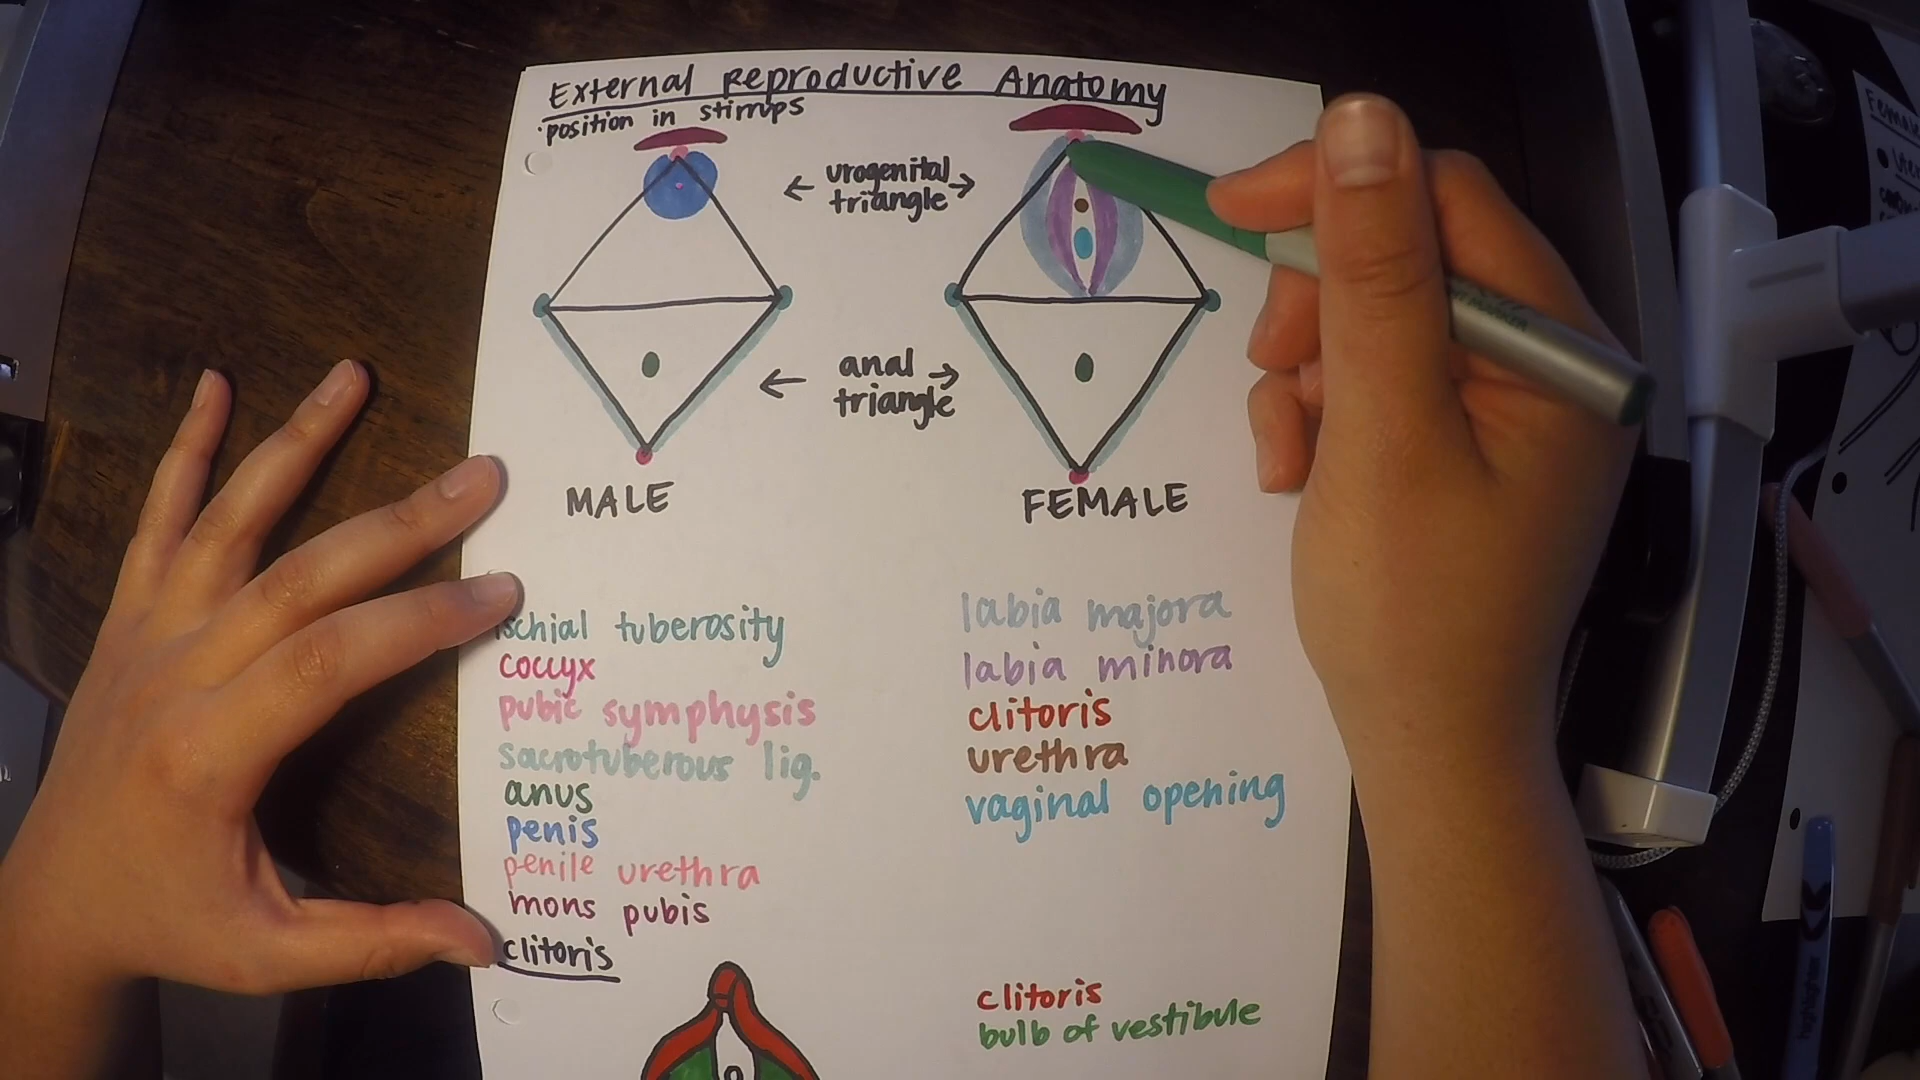 External Reproductive Anatomy
·position in stirrups
← urogenital →
triangle
← anal →
triangle
MALE
FEMALE
ischial tuberosity
coccyx
pubic symphysis
sacrotuberous lig.
anus
penis
penile urethra
mons pubis
clitoris
labia majora
labia minora
clitoris
urethra
vaginal opening
clitoris
bulb of vestibule
highlighter